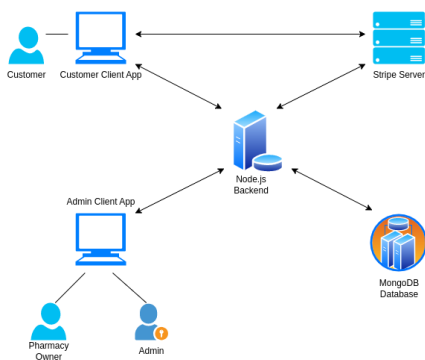 Customer
Customer Client App
Stripe Server
Node.js
Backend
Admin Client App
MongoDB
Database
Pharmacy
Owner
Admin